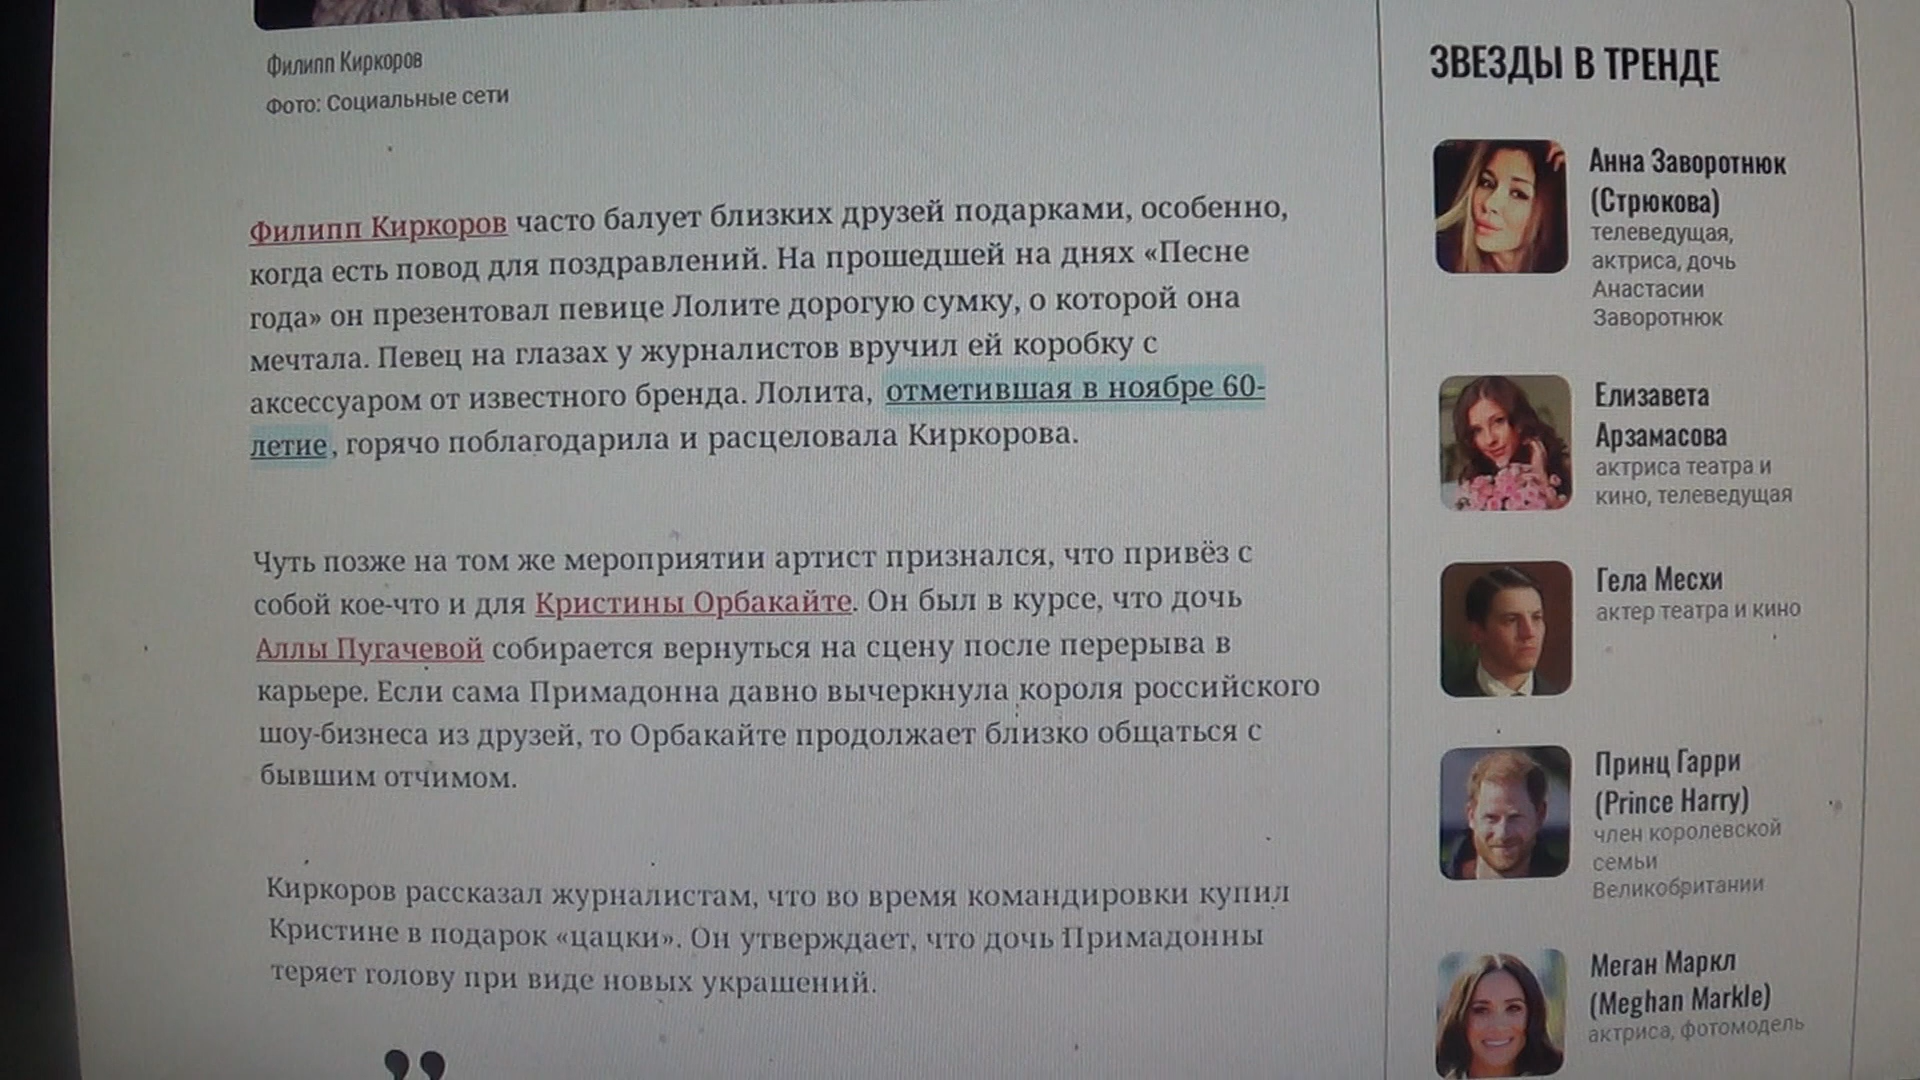 Филипп Киркоров
Фото: Социальные сети
Филипп Киркоров часто балует близких друзей подарками, особенно,
когда есть повод для поздравлений. На прошедшей на днях «Песне
года» он презентовал певице Лолите дорогую сумку, о которой она
мечтала. Певец на глазах у журналистов вручил ей коробку с
аксессуаром от известного бренда. Лолита, отметившая в ноябре 60-
летие, горячо поблагодарила и расцеловала Киркорова.
Чуть позже на том же мероприятии артист признался, что привёз с
собой кое-что и для Кристины Орбакайте. Он был в курсе, что дочь
Аллы Пугачевой собирается вернуться на сцену после перерыва в
карьере. Если сама Примадонна давно вычеркнула короля российского
шоу-бизнеса из друзей, то Орбакайте продолжает близко общаться с
бывшим отчимом.
Киркоров рассказал журналистам, что во время командировки купил
Кристине в подарок «цацки». Он утверждает, что дочь Примадонны
теряет голову при виде новых украшений.
”
ЗВЕЗДЫ В ТРЕНДЕ
Анна Заворотнюк
(Стрюкова)
телеведущая,
актриса, дочь
Анастасии
Заворотнюк
Елизавета
Арзамасова
актриса театра и
кино, телеведущая
Гела Месхи
актер театра и кино
Принц Гарри
(Prince Harry)
член королевской
семьи
Великобритании
Меган Маркл
(Meghan Markle)
актриса, фотомодель